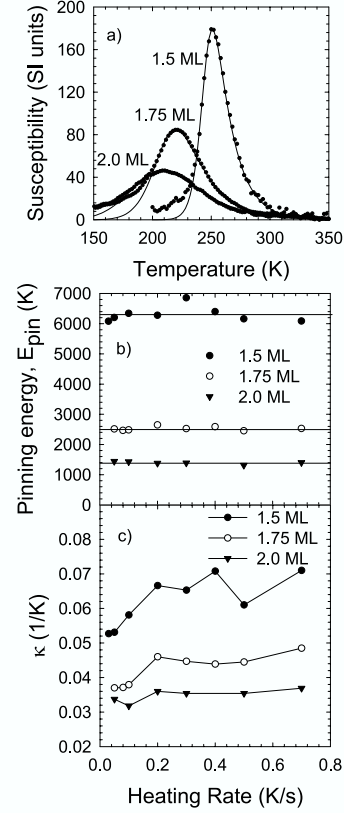 200
160
120
80
40
0
Susceptibility (SI units)
a)
1.5 ML
1.75 ML
2.0 ML
150 200 250 300 350
Temperature (K)
7000
6000
5000
4000
3000
2000
1000
0
Pinning energy, E_pin (K)
b)
1.5 ML
1.75 ML
2.0 ML
0.08
0.07
0.06
0.05
0.04
0.03
0.02
κ (1/K)
c)
1.5 ML
1.75 ML
2.0 ML
0.0 0.2 0.4 0.6 0.8
Heating Rate (K/s)